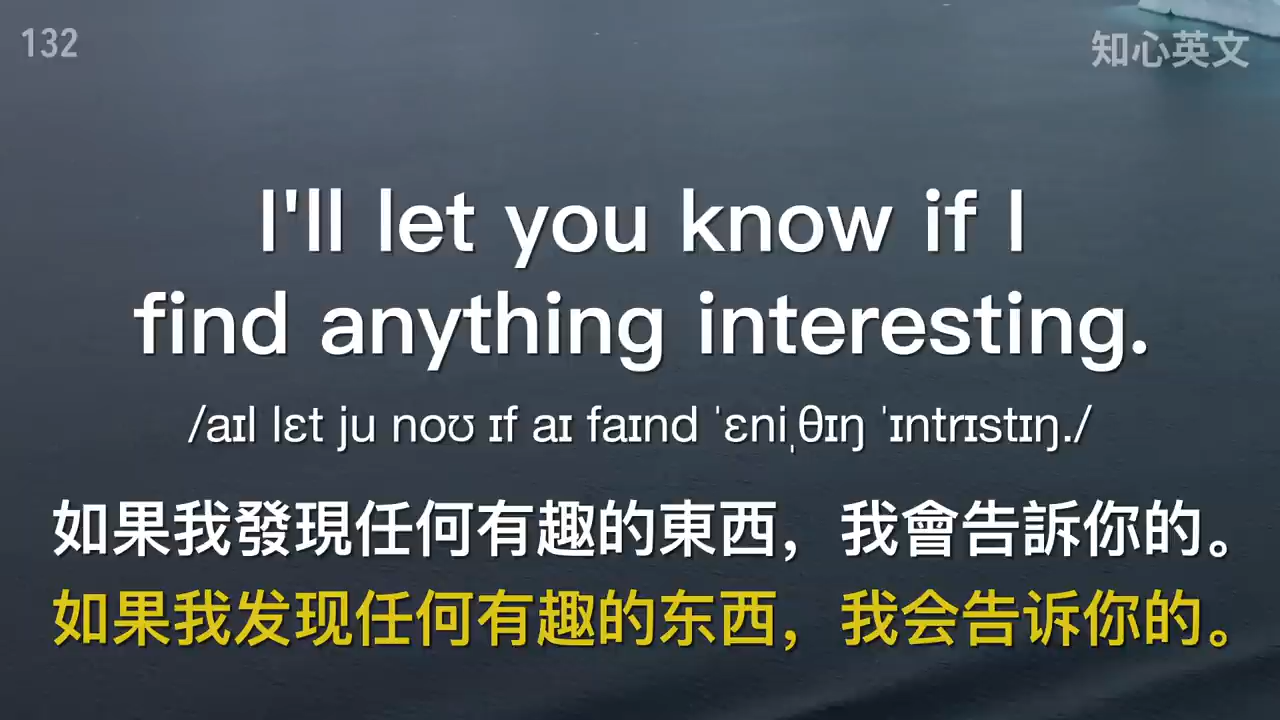 132
知心英文
I'll let you know if I
find anything interesting.
/aɪl lɛt ju noʊ ɪf aɪ faɪnd ˈɛniˌθɪŋ ˈɪntrɪstɪŋ./
如果我發現任何有趣的東西，我會告訴你的。
如果我发现任何有趣的东西，我会告诉你的。